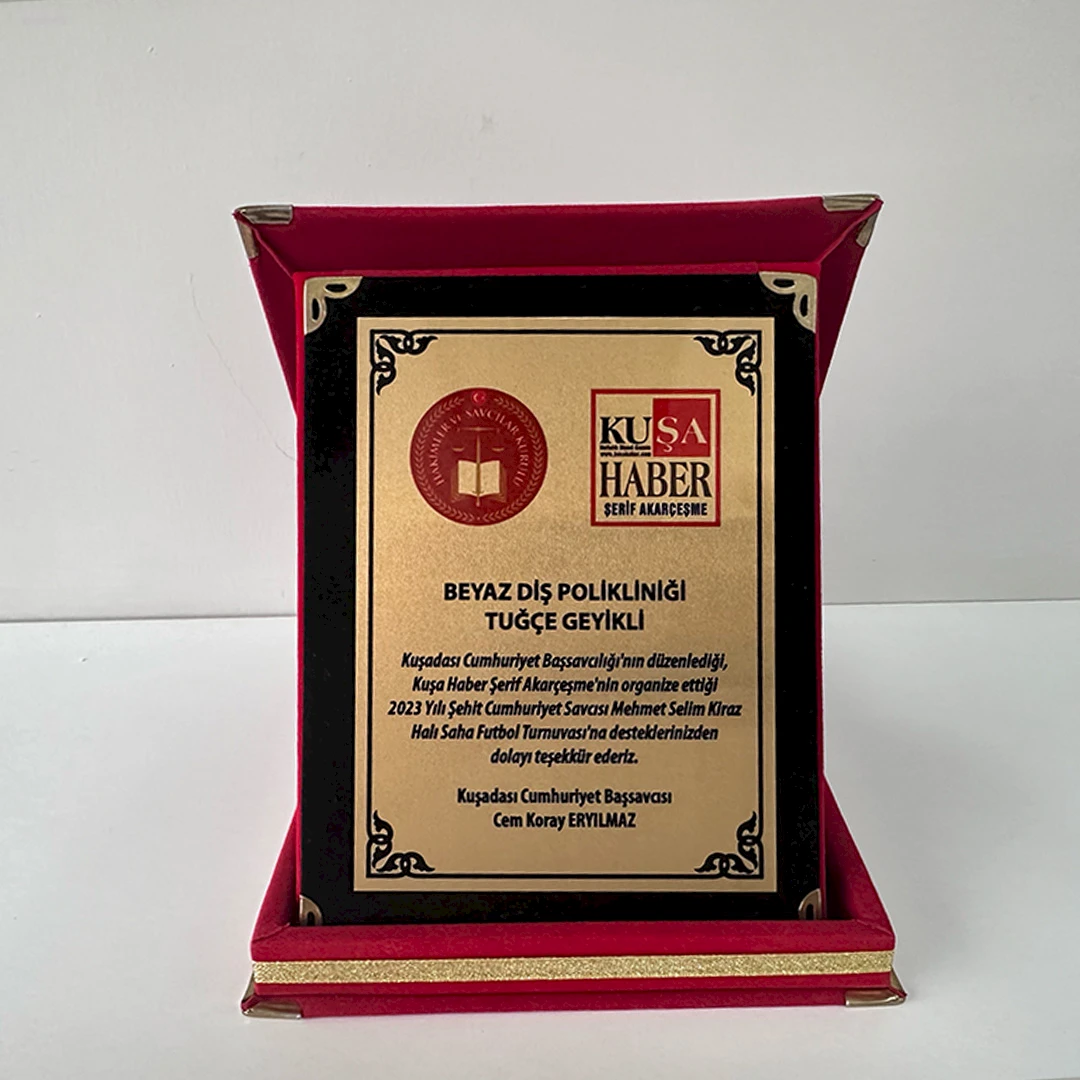 HAKİMLER VE SAVCILAR KURULU
KUŞA
HABER
ŞERİF AKARÇEŞME
BEYAZ DİŞ POLİKLİNİĞİ
TUĞÇE GEYİKLİ
Kuşadası Cumhuriyet Başsavcılığı'nın düzenlediği,
Kuşa Haber Şerif Akarçeşme'nin organize ettiği
2023 Yılı Şehit Cumhuriyet Savcısı Mehmet Selim Kiraz
Halı Saha Futbol Turnuvası'na desteklerinizden
dolayı teşekkür ederiz.
Kuşadası Cumhuriyet Başsavcısı
Cem Koray ERYILMAZ